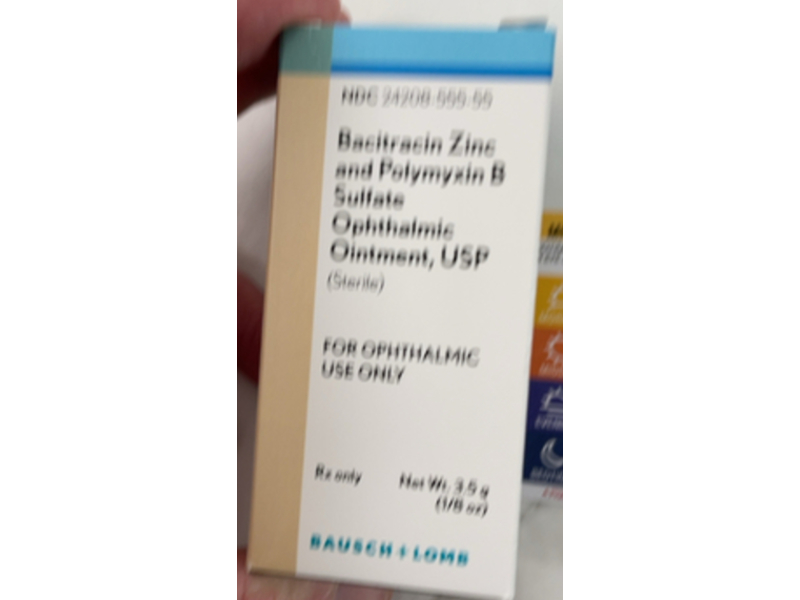 NDC 24208-555-55
Bacitracin Zinc
and Polymyxin B
Sulfate
Ophthalmic
Ointment, USP
(Sterile)
FOR OPHTHALMIC
USE ONLY
Rx only
Net Wt. 3.5 g
(1/8 oz)
BAUSCH + LOMB